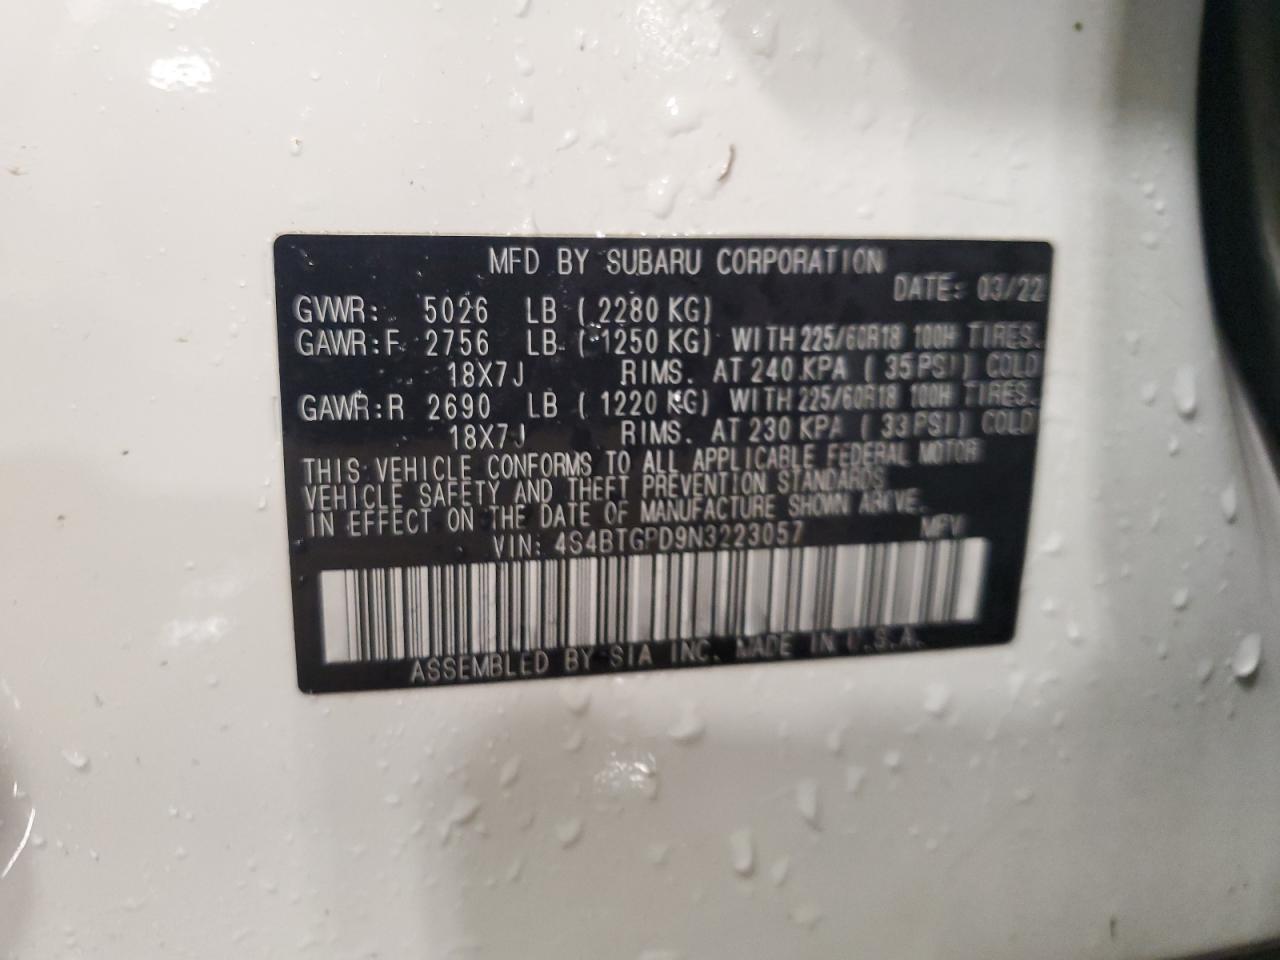 MFD BY SUBARU CORPORATION
DATE: 03/22
GVWR: 5026 LB ( 2280 KG)
GAWR:F 2756 LB ( 1250 KG) WITH 225/60R18 100H TIRES.
18X7J RIMS. AT 240 KPA ( 35 PSI) COLD
GAWR:R 2690 LB ( 1220 KG) WITH 225/60R18 100H TIRES.
18X7J RIMS. AT 230 KPA ( 33 PSI) COLD
THIS VEHICLE CONFORMS TO ALL APPLICABLE FEDERAL MOTOR
VEHICLE SAFETY AND THEFT PREVENTION STANDARDS
IN EFFECT ON THE DATE OF MANUFACTURE SHOWN ABOVE.
VIN: 4S4BTGPD9N3223057 MPV
ASSEMBLED BY SIA INC. MADE IN U.S.A.